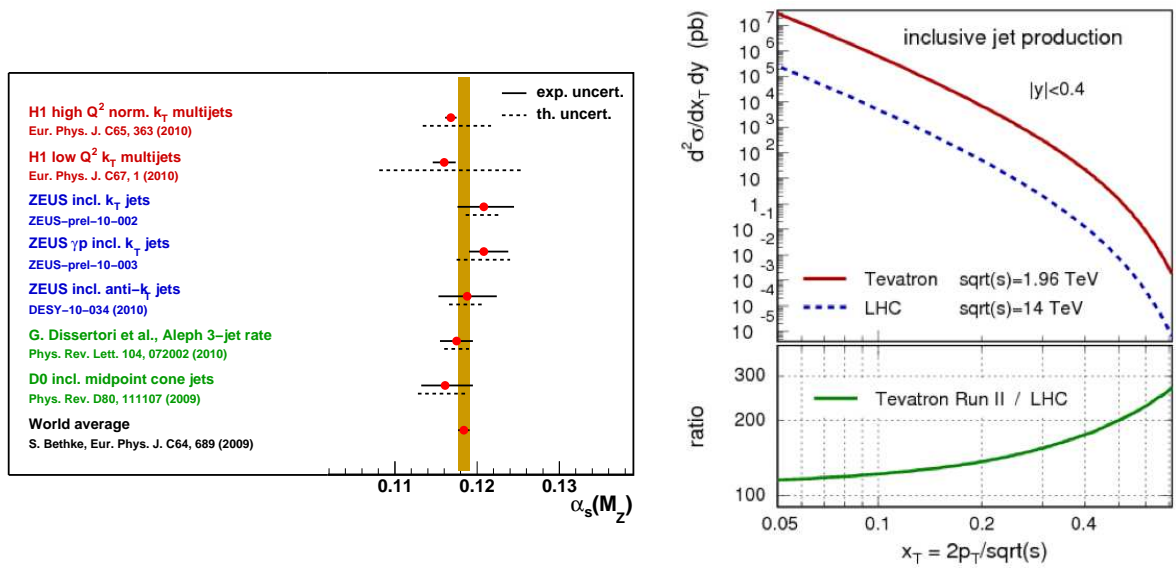 exp. uncert.
th. uncert.
H1 high Q² norm. k_T multijets
Eur. Phys. J. C65, 363 (2010)
H1 low Q² k_T multijets
Eur. Phys. J. C67, 1 (2010)
ZEUS incl. k_T jets
ZEUS−prel−10−002
ZEUS γp incl. k_T jets
ZEUS−prel−10−003
ZEUS incl. anti−k_T jets
DESY−10−034 (2010)
G. Dissertori et al., Aleph 3−jet rate
Phys. Rev. Lett. 104, 072002 (2010)
D0 incl. midpoint cone jets
Phys. Rev. D80, 111107 (2009)
World average
S. Bethke, Eur. Phys. J. C64, 689 (2009)
0.11 0.12 0.13
α_s(M_Z)
d²σ/dx_T dy (pb)
10⁷
10⁶
10⁵
10⁴
10³
10²
10
1
10⁻¹
10⁻²
10⁻³
10⁻⁴
10⁻⁵
10⁻⁶
inclusive jet production
|y|<0.4
Tevatron sqrt(s)=1.96 TeV
LHC sqrt(s)=14 TeV
ratio
300
200
100
Tevatron Run II / LHC
0.05 0.1 0.2 0.4
x_T = 2p_T/sqrt(s)